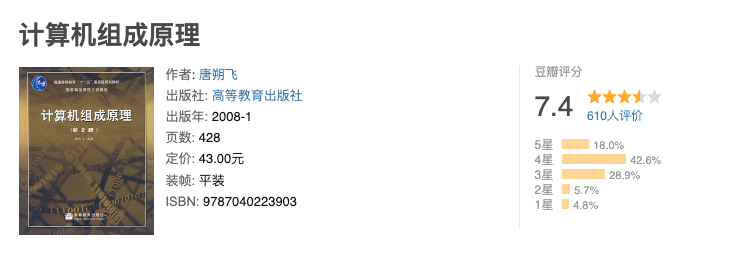 计算机组成原理
普通高等教育“十一五”国家级规划教材
国家精品课程主讲教材
计算机组成原理
(第2版)
高等教育出版社
作者: 唐朔飞
出版社: 高等教育出版社
出版年: 2008-1
页数: 428
定价: 43.00元
装帧: 平装
ISBN: 9787040223903
豆瓣评分
7.4
610人评价
5星 18.0%
4星 42.6%
3星 28.9%
2星 5.7%
1星 4.8%